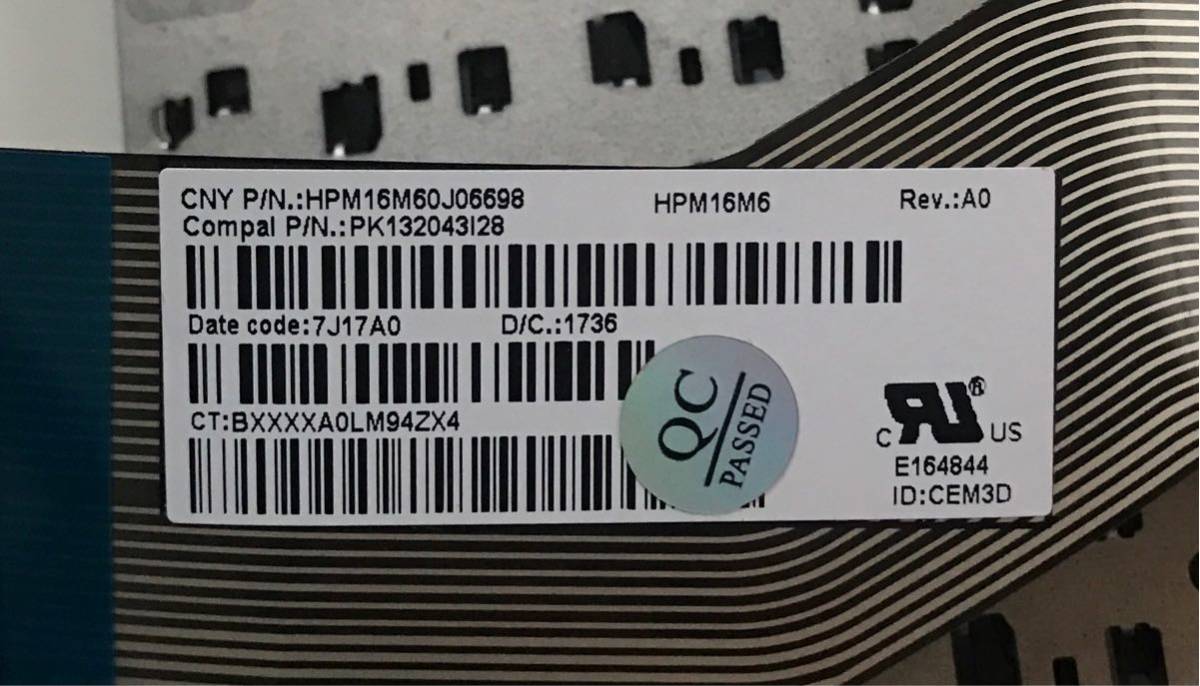 CNY P/N.:HPM16M60J06698 HPM16M6 Rev.:A0
Compal P/N.:PK132043I28
Date code:7J17A0 D/C.:1736
CT:BXXXXA0LM94ZX4
QC
PASSED
C RU® US
E164844
ID:CEM3D